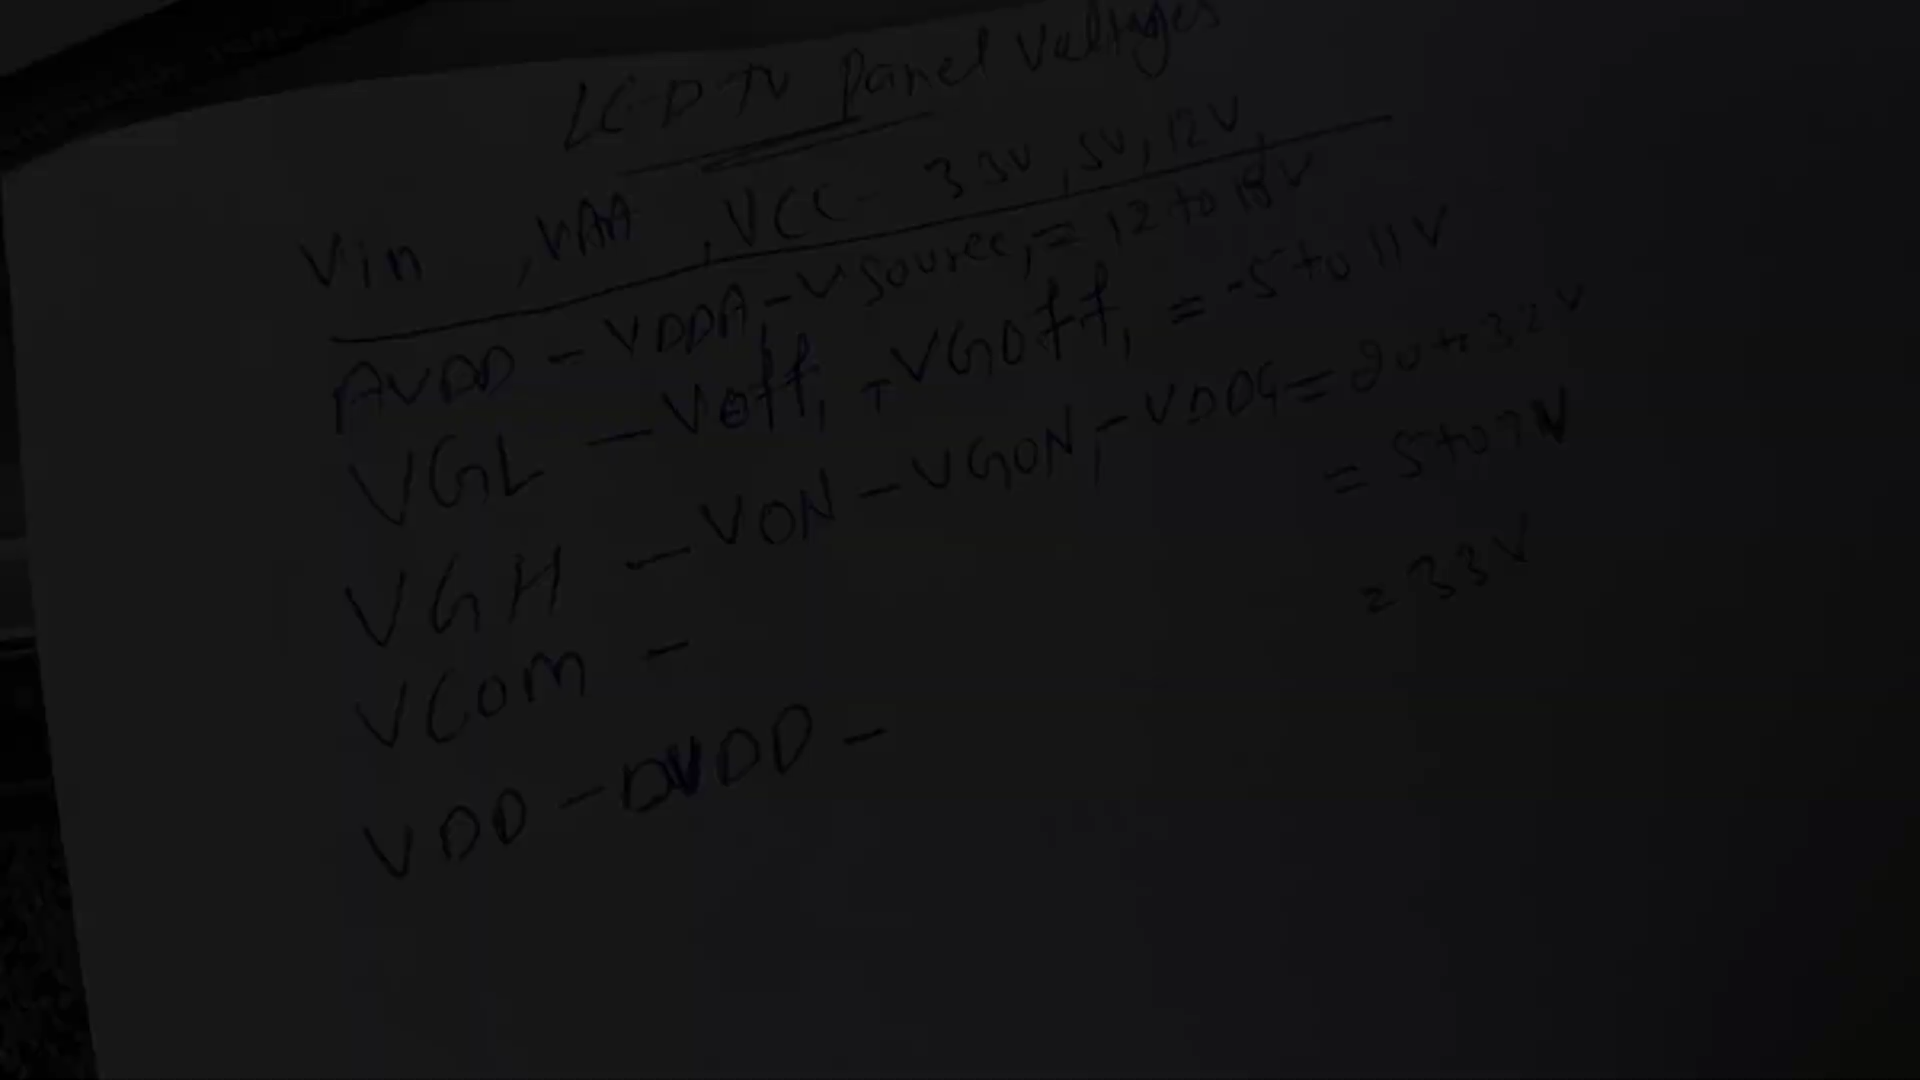 LCD TV Panel Voltages
Vin , VAA , VCC - 3 3V , 5V , 12V
AVDD - VDDA, - V Source, = 12 to 18V
VGL - Voff, - VGOff, = -5 to 11V
VGH - VON - VGON, - VDDG = 20 to 32V
VCOM - = 5 to 7V
VDD - DVDD - = 3 3V